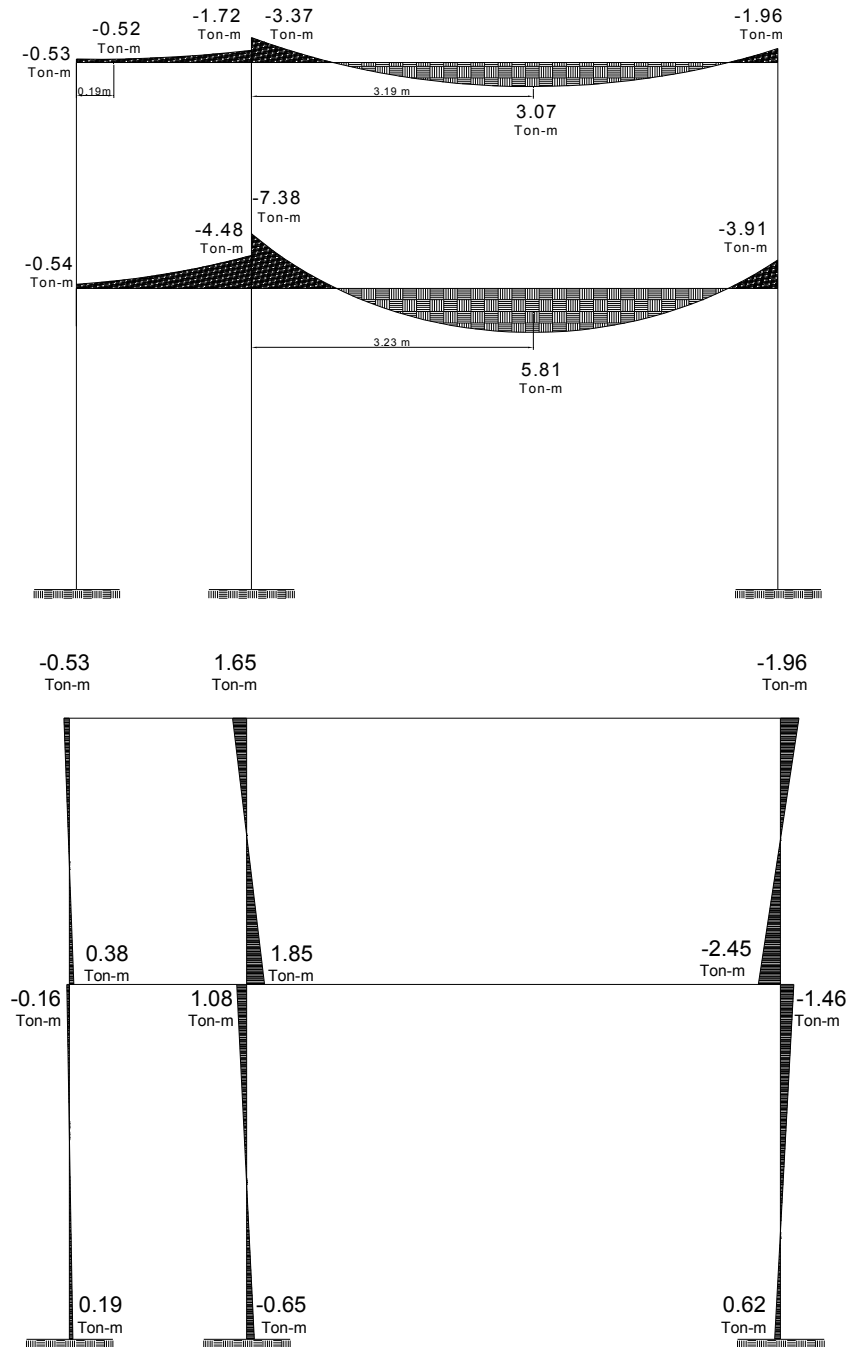 -1.72 -3.37 -1.96
-0.52
Ton-m Ton-m Ton-m
-0.53 Ton-m
Ton-m
0.19m 3.19 m
3.07
Ton-m
-7.38
Ton-m
-4.48 -3.91
Ton-m Ton-m
-0.54
Ton-m
3.23 m
5.81
Ton-m
-0.53 1.65 -1.96
Ton-m Ton-m Ton-m
0.38 1.85 -2.45
Ton-m Ton-m Ton-m
-0.16 1.08 -1.46
Ton-m Ton-m Ton-m
0.19 -0.65 0.62
Ton-m Ton-m Ton-m